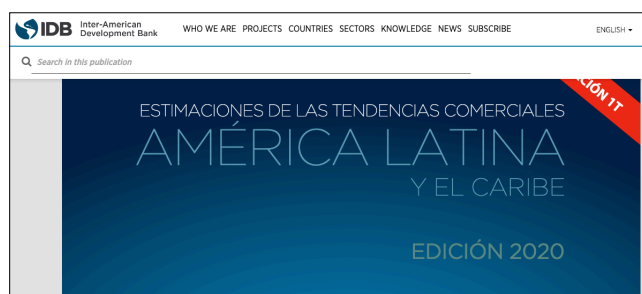 IDB Inter-American Development Bank
WHO WE ARE PROJECTS COUNTRIES SECTORS KNOWLEDGE NEWS SUBSCRIBE
ENGLISH
Search in this publication
1T
ESTIMACIONES DE LAS TENDENCIAS COMERCIALES
AMÉRICA LATINA
Y EL CARIBE
EDICIÓN 2020